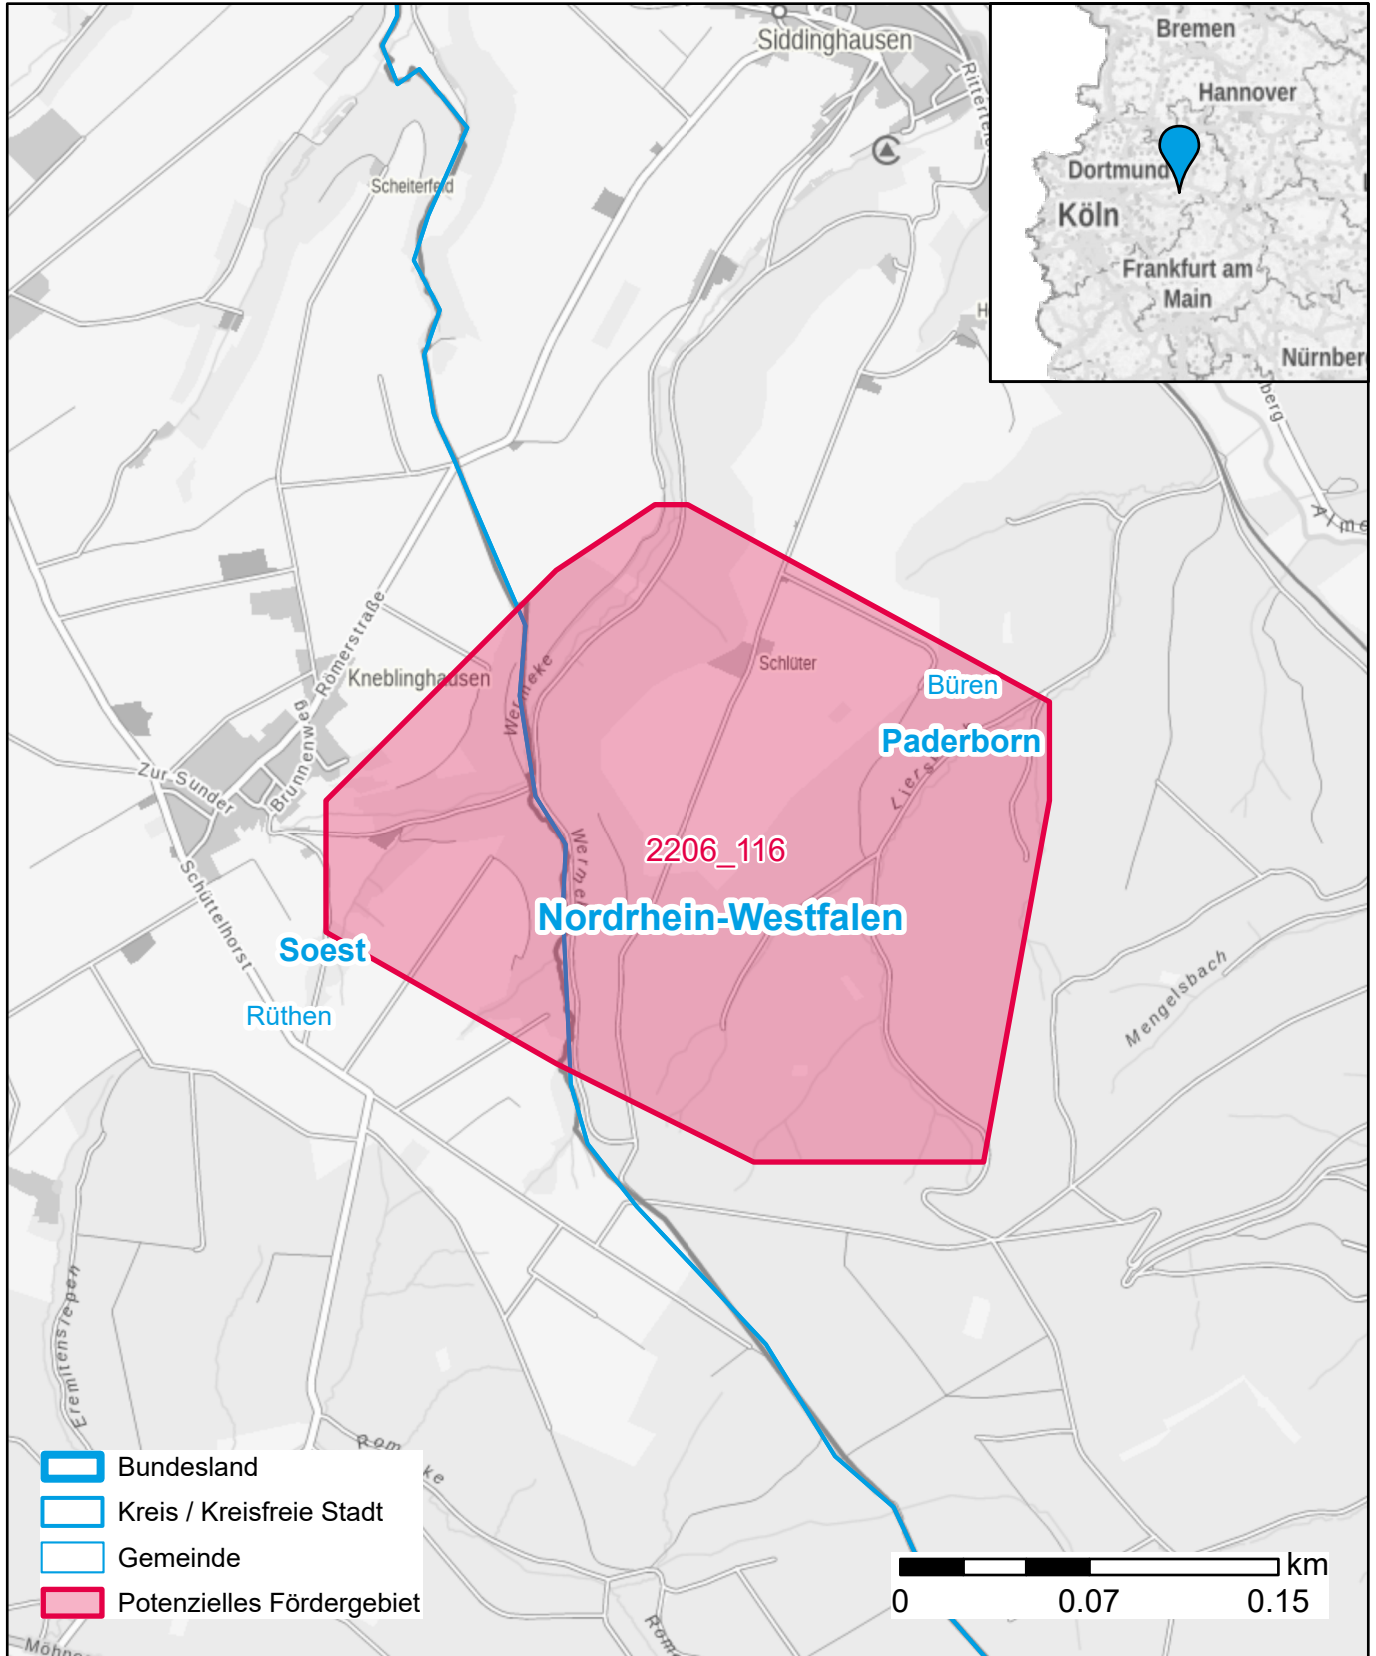 Siddinghausen
Scheiterfeld
Bremen
Hannover
Dortmund
Köln
Frankfurt am
Main
Kneblinghausen
Römerstraße
Brunnenweg
Zur Sunder
Schüttelhorst
Wermeke
Schlüter
Büren
Paderborn
2206_116
Nordrhein-Westfalen
Soest
Rüthen
Mengelsbach
Eremitensiepen
Bundesland
Kreis / Kreisfreie Stadt
Gemeinde
Potenzielles Fördergebiet
km
0 0.07 0.15